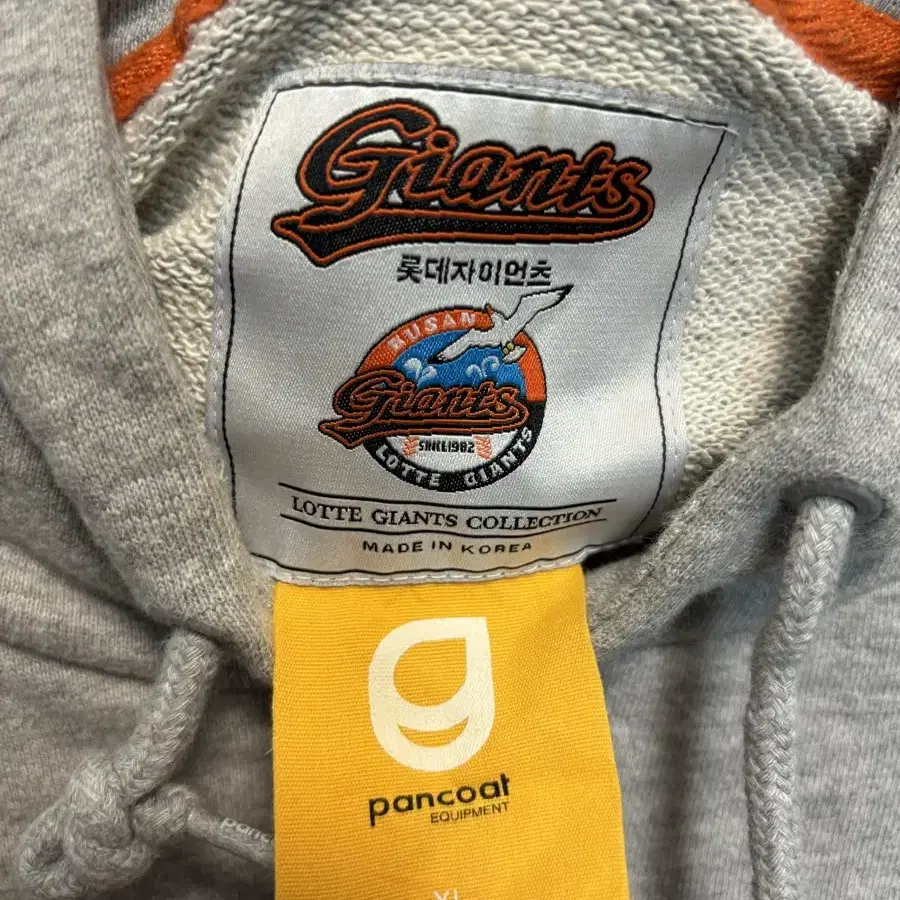 Giants
롯데자이언츠
BUSAN
Giants
SINCE1982
LOTTE GIANTS
LOTTE GIANTS COLLECTION
MADE IN KOREA
pancoat
EQUIPMENT
XL